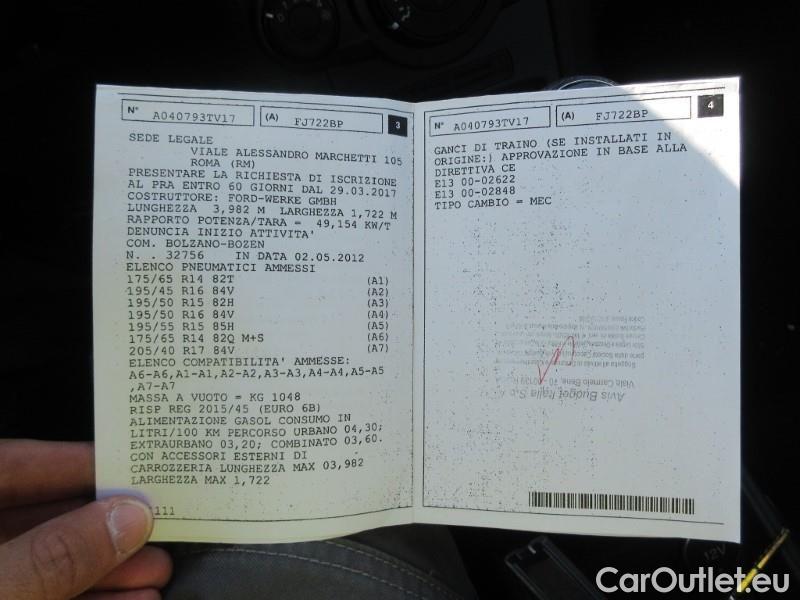 N° A040793TV17 (A) FJ722BP 3
SEDE LEGALE
VIALE ALESSANDRO MARCHETTI 105
ROMA (RM)
PRESENTARE LA RICHIESTA DI ISCRIZIONE
AL PRA ENTRO 60 GIORNI DAL 29.03.2017
COSTRUTTORE: FORD-WERKE GMBH
LUNGHEZZA 3,982 M LARGHEZZA 1,722 M
RAPPORTO POTENZA/TARA = 49,154 KW/T
DENUNCIA INIZIO ATTIVITA'
COM. BOLZANO-BOZEN
N. . 32756 IN DATA 02.05.2012
ELENCO PNEUMATICI AMMESSI
175/65 R14 82T (A1)
195/45 R16 84V (A2)
195/50 R15 82H (A3)
195/50 R16 84V (A4)
195/55 R15 85H (A5)
175/65 R14 82Q M+S (A6)
205/40 R17 84V (A7)
ELENCO COMPATIBILITA' AMMESSE:
A6-A6,A1-A1,A2-A2,A3-A3,A4-A4,A5-A5
,A7-A7
MASSA A VUOTO = KG 1048
RISP REG 2015/45 (EURO 6B)
ALIMENTAZIONE GASOL CONSUMO IN
LITRI/100 KM PERCORSO URBANO 04,30;
EXTRAURBANO 03,20; COMBINATO 03,60.
CON ACCESSORI ESTERNI DI
CARROZZERIA LUNGHEZZA MAX 03,982
LARGHEZZA MAX 1,722
111
N° A040793TV17 (A) FJ722BP 4
GANCI DI TRAINO (SE INSTALLATI IN
ORIGINE:) APPROVAZIONE IN BASE ALLA
DIRETTIVA CE
E13 00-02622
E13 00-02848
TIPO CAMBIO = MEC
Viale Carmelo Bene, 70 - 00139 R
Avis Budget Italia S.p
12V
CarOutlet.eu